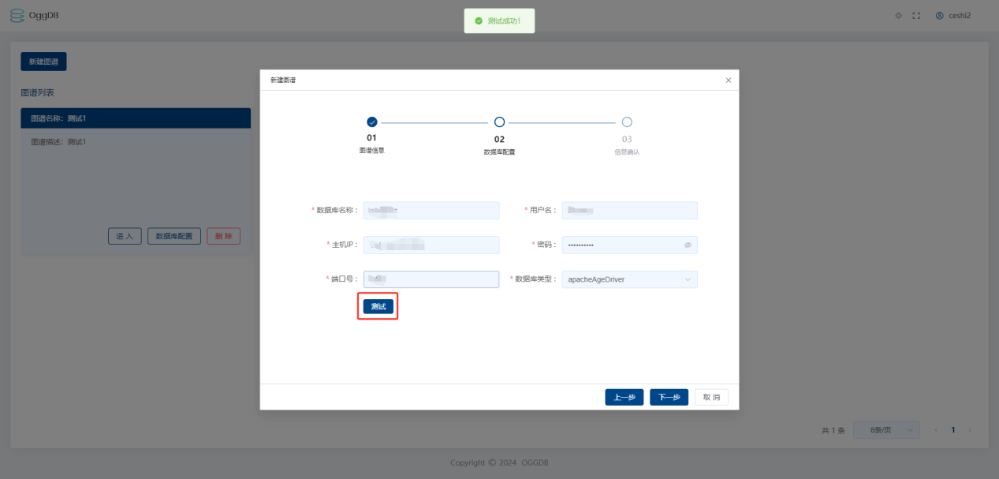 OggDB
测试成功！
ceshi2
新建图谱
图谱列表
图谱名称：测试1
图谱描述：测试1
进 入
数据库配置
删 除
新建图谱
01
图谱信息
02
数据库配置
03
信息确认
* 数据库名称：
* 用户名：
* 主机IP：
* 密码：
* 端口号：
* 数据库类型：
apacheAgeDriver
测试
上一步
下一步
取 消
共 1 条
8条/页
1
Copyright © 2024 OGGDB